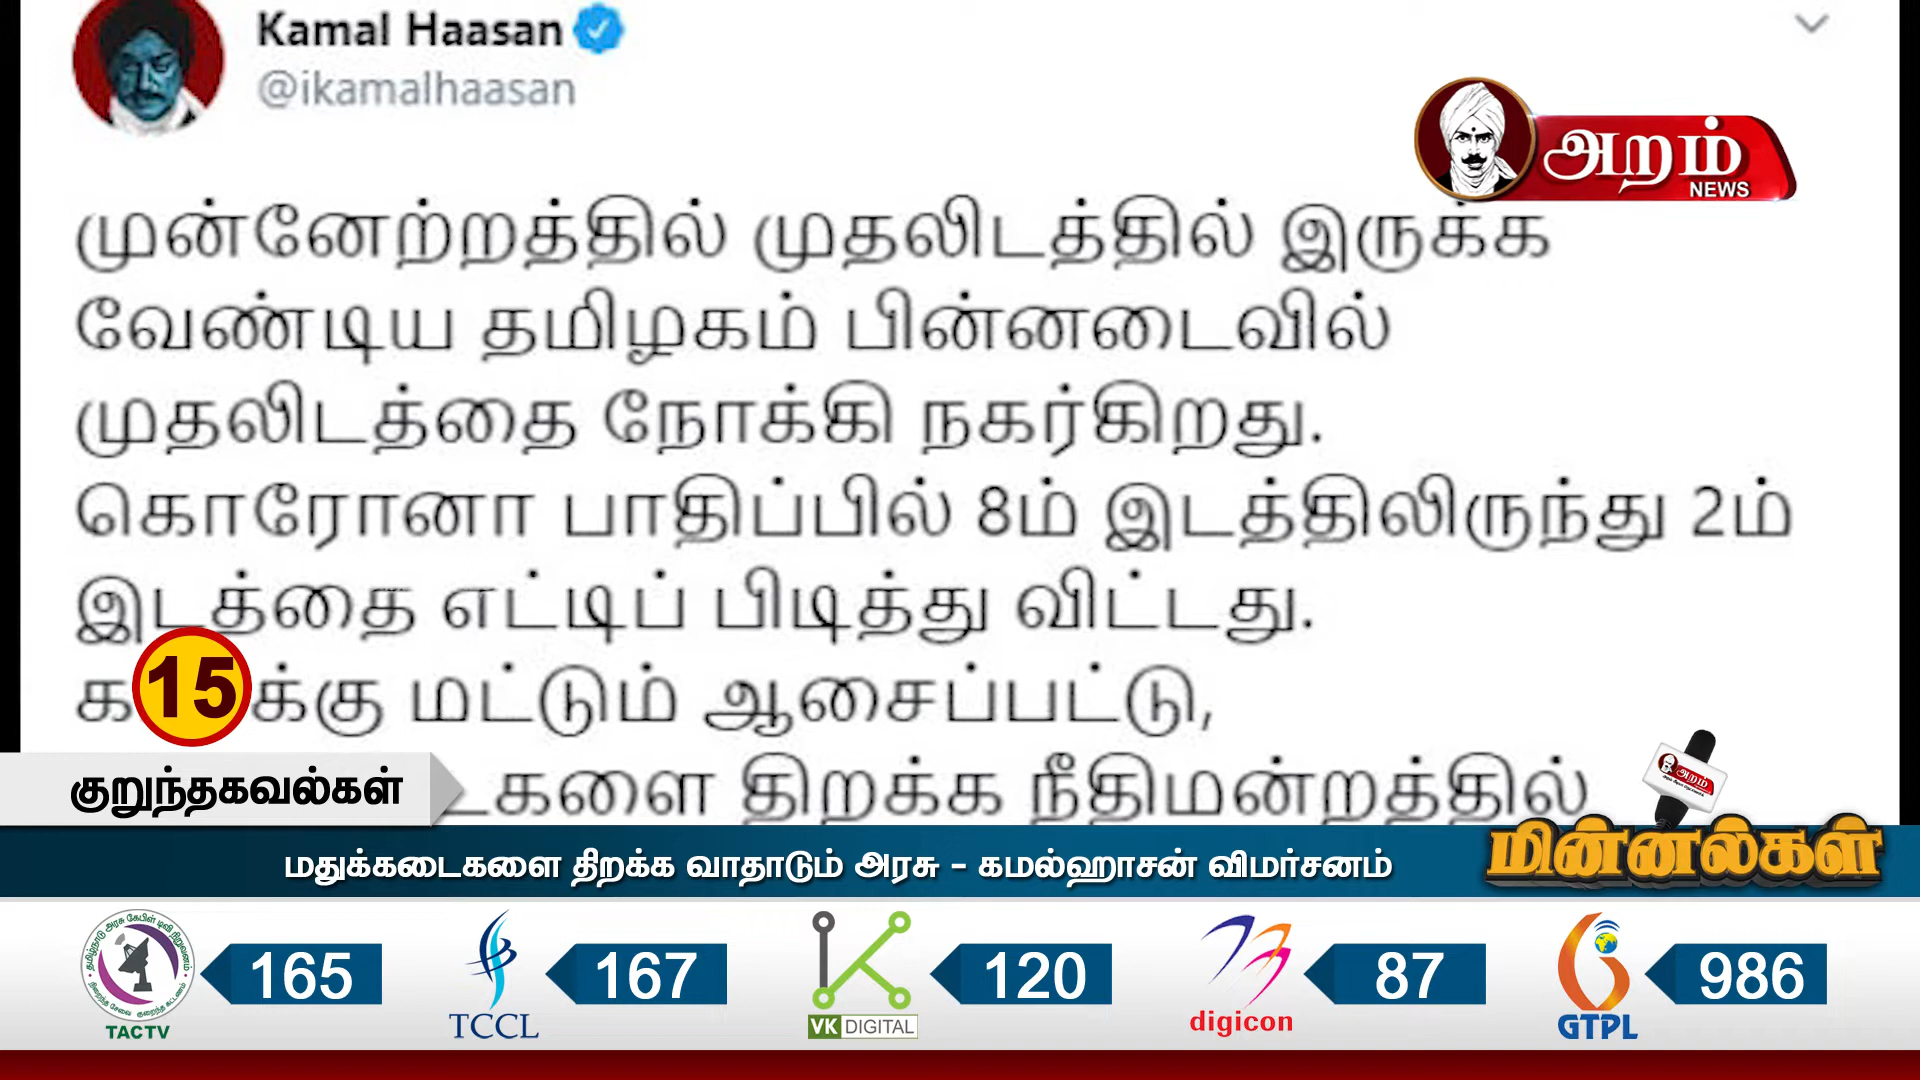 Kamal Haasan
@ikamalhaasan
அறம்
NEWS
முன்னேற்றத்தில் முதலிடத்தில் இருக்க
வேண்டிய தமிழகம் பின்னடைவில்
முதலிடத்தை நோக்கி நகர்கிறது.
கொரோனா பாதிப்பில் 8ம் இடத்திலிருந்து 2ம்
இடத்தை எட்டிப் பிடித்து விட்டது.
மட்டும் ஆசைப்பட்டு,
15
திறக்க நீதிமன்றத்தில்
குறுந்தகவல்கள்
அறம்
மதுக்கடைகளை திறக்க வாதாடும் அரசு - கமல்ஹாசன் விமர்சனம்
மின்னல்கள்
165 167 120 87 986
TACTV TCCL VK DIGITAL digicon GTPL